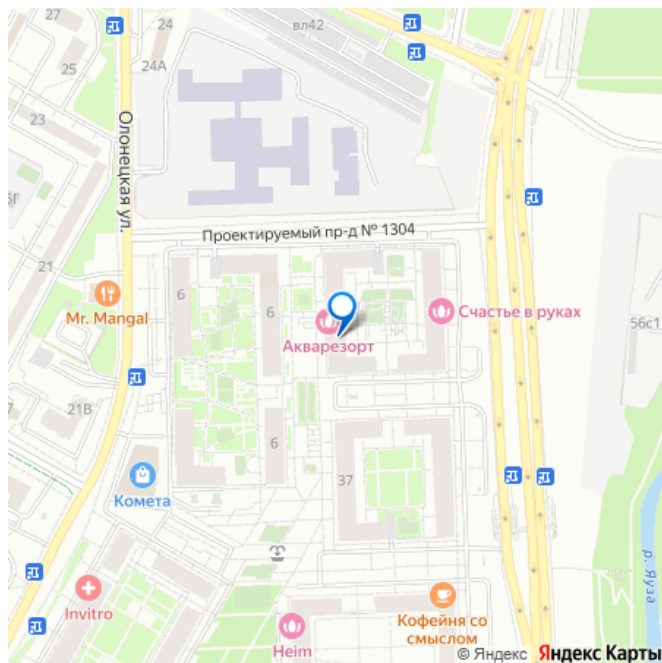 27
24
вл42
24А
25
23
Олонецкая ул.
Проектируемый пр-д № 1304
21
6
6
Mr. Mangal
Счастье в руках
Акварезорт
21В
6
37
Комета
р. Яуза
Invitro
Кофейня со
смыслом
Heim
© Яндекс Яндекс Карты